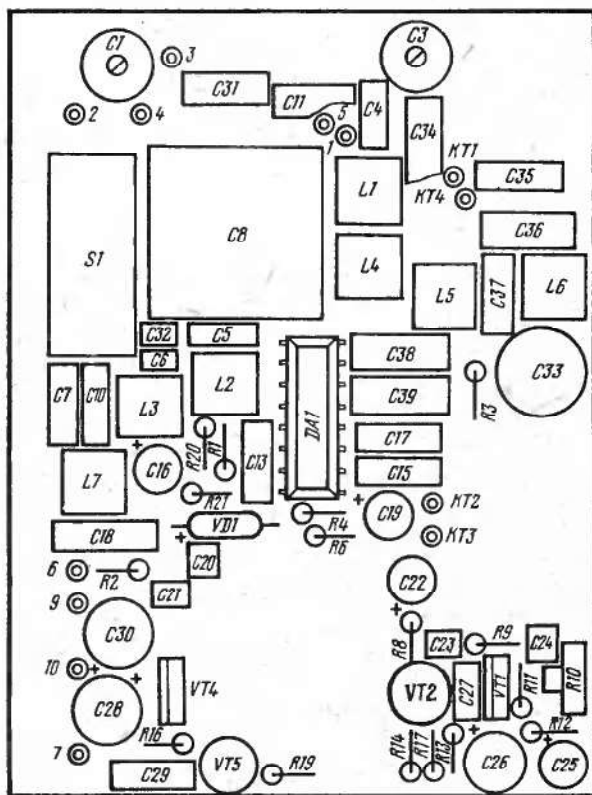 C1
3
C3
C31
C11
C4
C34
2
4
5
1
KT1
C35
KT4
L1
C36
S1
C8
L4
L5
C37
L6
C32
C5
C6
C38
C33
C7
C10
L3
L2
DA1
C39
R3
R20
R1
C13
C17
C16
C15
L7
R21
R4
C19
KT2
C18
VD1
R6
KT3
6
R2
C20
C22
9
C21
C30
R8
C23
R9
C24
10
VT4
VT2
C27
VT1
R11
R10
C28
R16
R12
7
R14
R17
R13
C29
VT5
R19
C26
C25